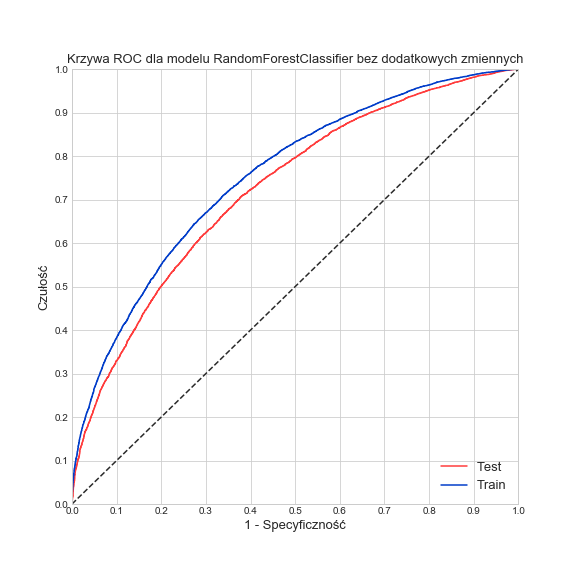 Krzywa ROC dla modelu RandomForestClassifier bez dodatkowych zmiennych
1.0
0.9
0.8
0.7
0.6
0.5
0.4
0.3
0.2
0.1
0.0
Czułość
Test
Train
0.0 0.1 0.2 0.3 0.4 0.5 0.6 0.7 0.8 0.9 1.0
1 - Specyficzność